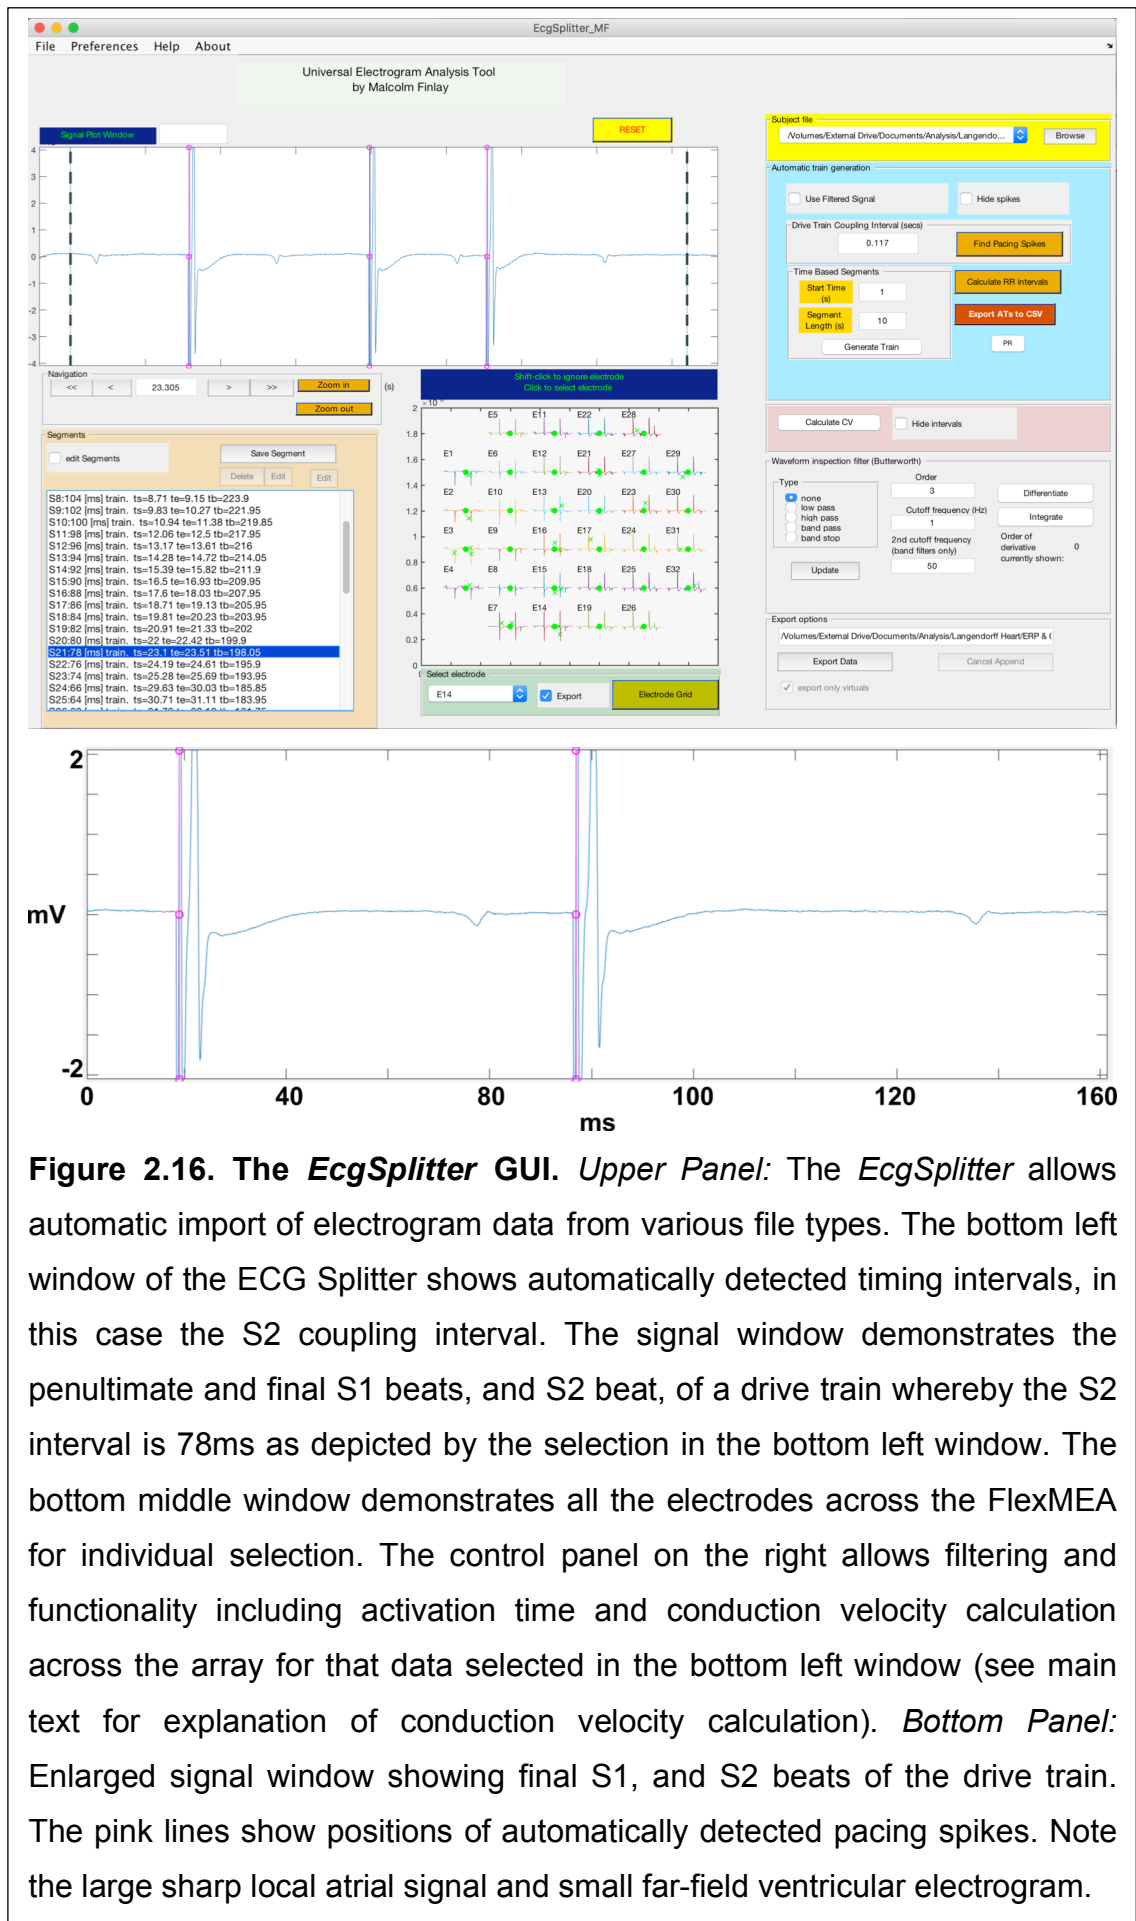 EcgSplitter_MF
File Preferences Help About
Universal Electrogram Analysis Tool
by Malcolm Finlay
Signal Plot Window
RESET
4
3
2
1
0
-1
-2
-3
-4
Subject file
/Volumes/External Drive/Documents/Analysis/Langendo...
Browse
Automatic train generation
Use Filtered Signal
Hide spikes
Drive Train Coupling Interval (secs)
0.117
Find Pacing Spikes
Time Based Segments
Start Time
(s)
1
Segment
Length (s)
10
Generate Train
Calculate RR intervals
Export ATs to CSV
PR
Navigation
<< < 23.305 > >> Zoom in (s)
Zoom out
Shift-click to ignore electrode
Click to select electrode
Segments
edit Segments
Save Segment
Delete Edit Edit
S8:104 [ms] train. ts=8.71 te=9.15 tb=223.9
S9:102 [ms] train. ts=9.83 te=10.27 tb=221.95
S10:100 [ms] train. ts=10.94 te=11.38 tb=219.85
S11:98 [ms] train. ts=12.06 te=12.5 tb=217.95
S12:96 [ms] train. ts=13.17 te=13.61 tb=216
S13:94 [ms] train. ts=14.28 te=14.72 tb=214.05
S14:92 [ms] train. ts=15.39 te=15.82 tb=211.9
S15:90 [ms] train. ts=16.5 te=16.93 tb=209.95
S16:88 [ms] train. ts=17.6 te=18.03 tb=207.95
S17:86 [ms] train. ts=18.71 te=19.13 tb=205.95
S18:84 [ms] train. ts=19.81 te=20.23 tb=203.95
S19:82 [ms] train. ts=20.91 te=21.33 tb=202
S20:80 [ms] train. ts=22 te=22.42 tb=199.9
S21:78 [ms] train. ts=23.1 te=23.51 tb=198.05
S22:76 [ms] train. ts=24.19 te=24.61 tb=195.9
S23:74 [ms] train. ts=25.28 te=25.69 tb=193.95
S24:66 [ms] train. ts=29.63 te=30.03 tb=185.85
S25:64 [ms] train. ts=30.71 te=31.11 tb=183.95
2
1.8
1.6
1.4
1.2
1
0.8
0.6
0.4
0.2
0
E5 E11 E22 E28
E1 E6 E12 E21 E27 E29
E2 E10 E13 E20 E23 E30
E3 E9 E16 E17 E24 E31
E4 E8 E15 E18 E25 E32
E7 E14 E19 E26
Select electrode
E14
Export
Electrode Grid
Calculate CV
Hide intervals
Waveform inspection filter (Butterworth)
Type
none
low pass
high pass
band pass
band stop
Update
Order
3
Cutoff frequency (Hz)
1
2nd cutoff frequency
(band filters only)
50
Differentiate
Integrate
Order of
derivative
currently shown:
0
Export options
/Volumes/External Drive/Documents/Analysis/Langendorff Heart/ERP & (
Export Data
Cancel Append
export only virtuals
2
mV
-2
0 40 80 100 120 160
ms
Figure 2.16. The EcgSplitter GUI. Upper Panel: The EcgSplitter allows
automatic import of electrogram data from various file types. The bottom left
window of the ECG Splitter shows automatically detected timing intervals, in
this case the S2 coupling interval. The signal window demonstrates the
penultimate and final S1 beats, and S2 beat, of a drive train whereby the S2
interval is 78ms as depicted by the selection in the bottom left window. The
bottom middle window demonstrates all the electrodes across the FlexMEA
for individual selection. The control panel on the right allows filtering and
functionality including activation time and conduction velocity calculation
across the array for that data selected in the bottom left window (see main
text for explanation of conduction velocity calculation). Bottom Panel:
Enlarged signal window showing final S1, and S2 beats of the drive train.
The pink lines show positions of automatically detected pacing spikes. Note
the large sharp local atrial signal and small far-field ventricular electrogram.